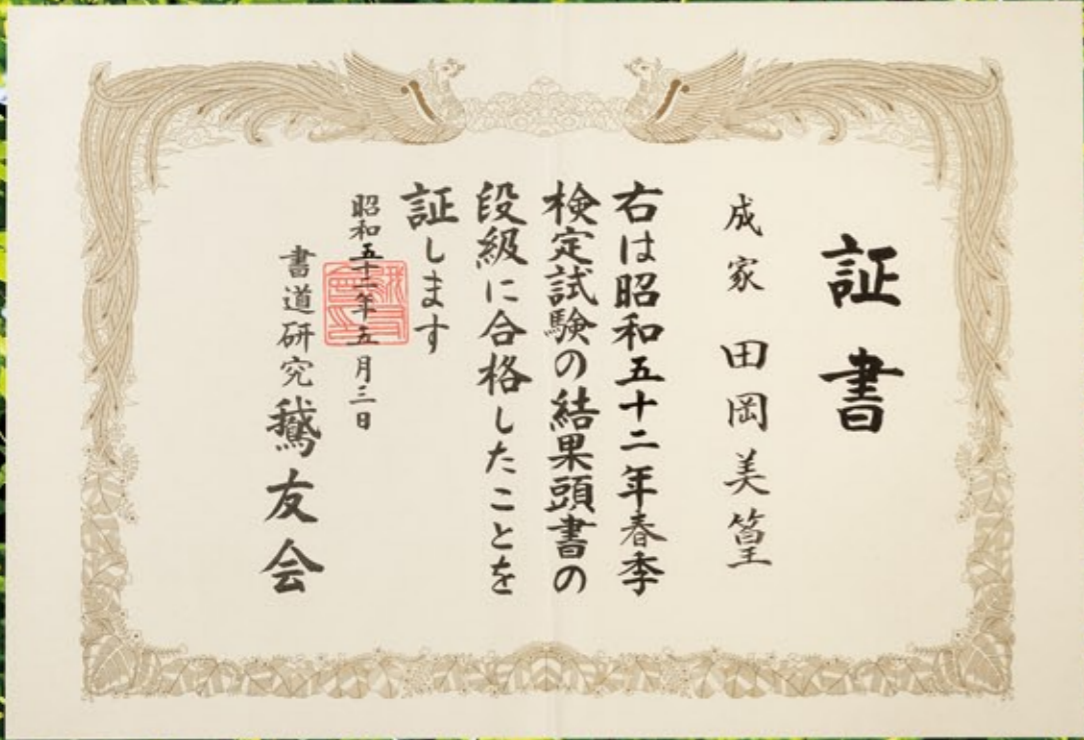 証書
成家 田岡美篁
右は昭和五十二年春季
検定試験の結果頭書の
段級に合格したことを
証します
昭和五十二年五月三日
書道研究鵞友会